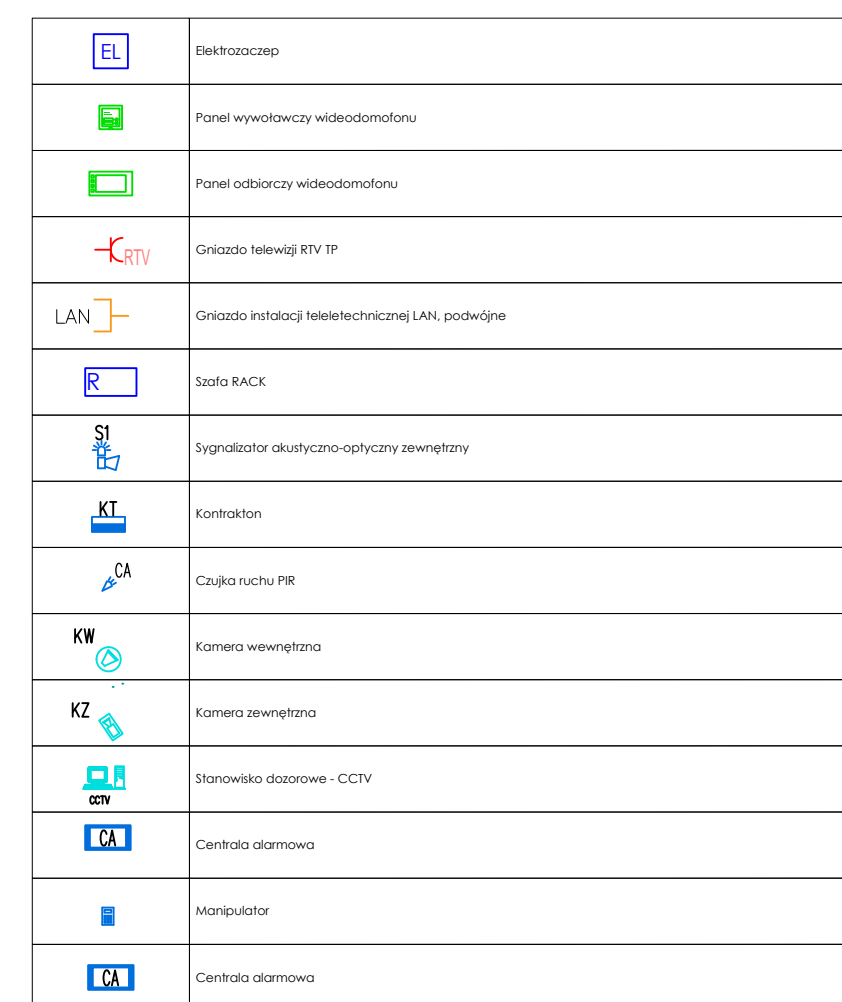 EL Elektrozaczep
Panel wywoławczy wideodomofonu
Panel odbiorczy wideodomofonu
RTV Gniazdo telewizji RTV TP
LAN Gniazdo instalacji teleletechnicznej LAN, podwójne
R Szafa RACK
S1 Sygnalizator akustyczno-optyczny zewnętrzny
KT Kontrakton
CA Czujka ruchu PIR
KW Kamera wewnętrzna
KZ Kamera zewnętrzna
CCTV Stanowisko dozorowe - CCTV
CA Centrala alarmowa
Manipulator
CA Centrala alarmowa